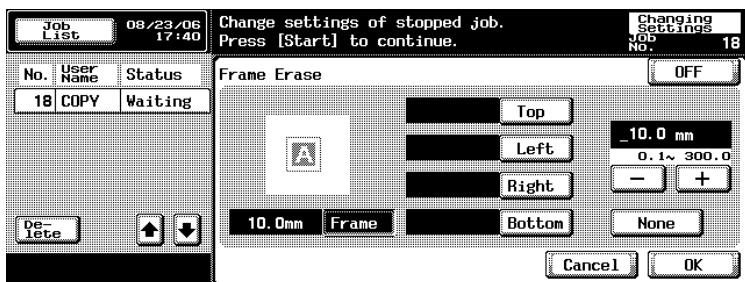 Job List
08/23/06
17:40
Change settings of stopped job.
Press [Start] to continue.
Changing Settings
Job No. 18
No. User Name Status
18 COPY Waiting
Frame Erase
OFF
Top
Left
Right
Bottom
A
10.0mm Frame
_10.0 mm
0.1~ 300.0
− +
None
De-
lete
Cancel
OK